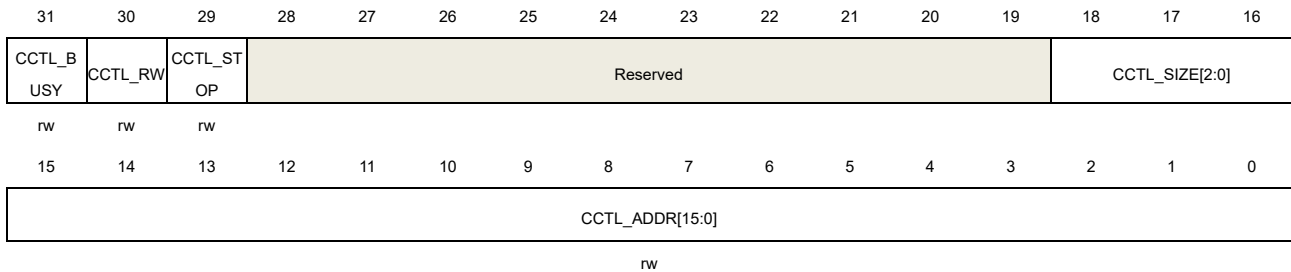 31 30 29 28 27 26 25 24 23 22 21 20 19 18 17 16
CCTL_B
USY
CCTL_RW
CCTL_ST
OP
Reserved
CCTL_SIZE[2:0]
rw rw rw
15 14 13 12 11 10 9 8 7 6 5 4 3 2 1 0
CCTL_ADDR[15:0]
rw